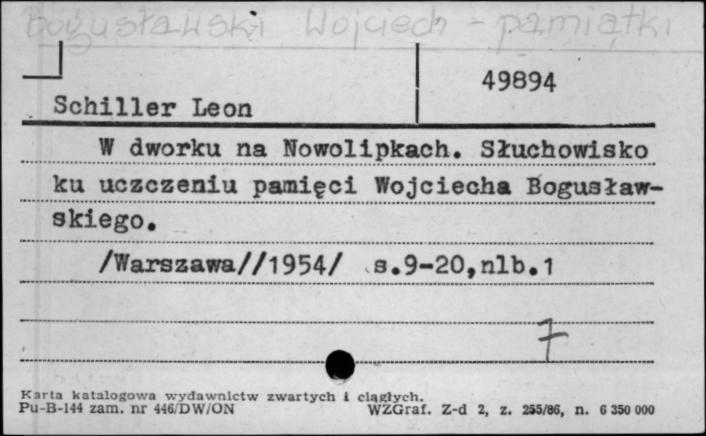 Bogusławski Wojciech - pamiątki
49894
Schiller Leon
W dworku na Nowolipkach. Słuchowisko
ku uczczeniu pamięci Wojciecha Bogusław-
skiego.
/Warszawa//1954/ s.9-20,nlb.1
7
Karta katalogowa wydawnictw zwartych i ciągłych.
Pu-B-144 zam. nr 446/DW/ON WZGraf. Z-d 2, z. 255/86, n. 6 350 000